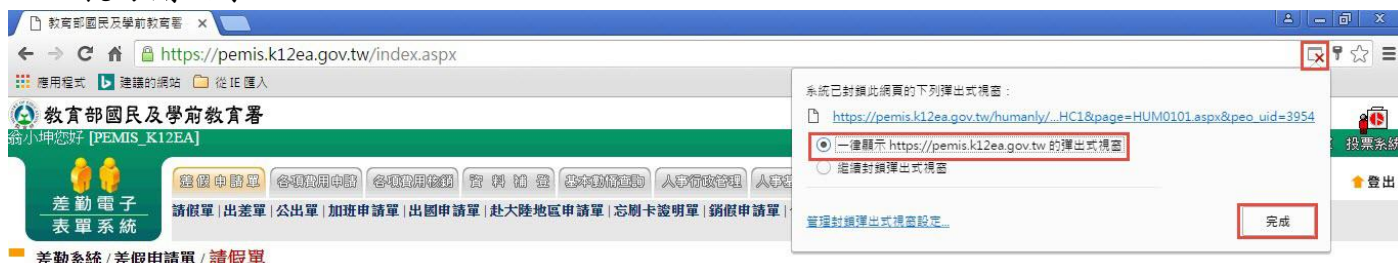 教育部國民及學前教育署
https://pemis.k12ea.gov.tw/index.aspx
應用程式 建議的網站 從 IE 匯入
系統已封鎖此網頁的下列彈出式視窗：
https://pemis.k12ea.gov.tw/humanly/...HC1&page=HUM0101.aspx&peo_uid=3954
一律顯示 https://pemis.k12ea.gov.tw 的彈出式視窗
繼續封鎖彈出式視窗
管理封鎖彈出式視窗設定...
完成
教育部國民及學前教育署
翁小坤您好 [PEMIS_K12EA]
投票系統
差勤電子
表單系統
差假申請單 各項費用申請 各項費用核銷 資料補登 基本動態查詢 人事行政管理
登出
請假單 | 出差單 | 公出單 | 加班申請單 | 出國申請單 | 赴大陸地區申請單 | 忘刷卡證明單 | 銷假申請單 |
差勤系統 / 差假申請單 / 請假單